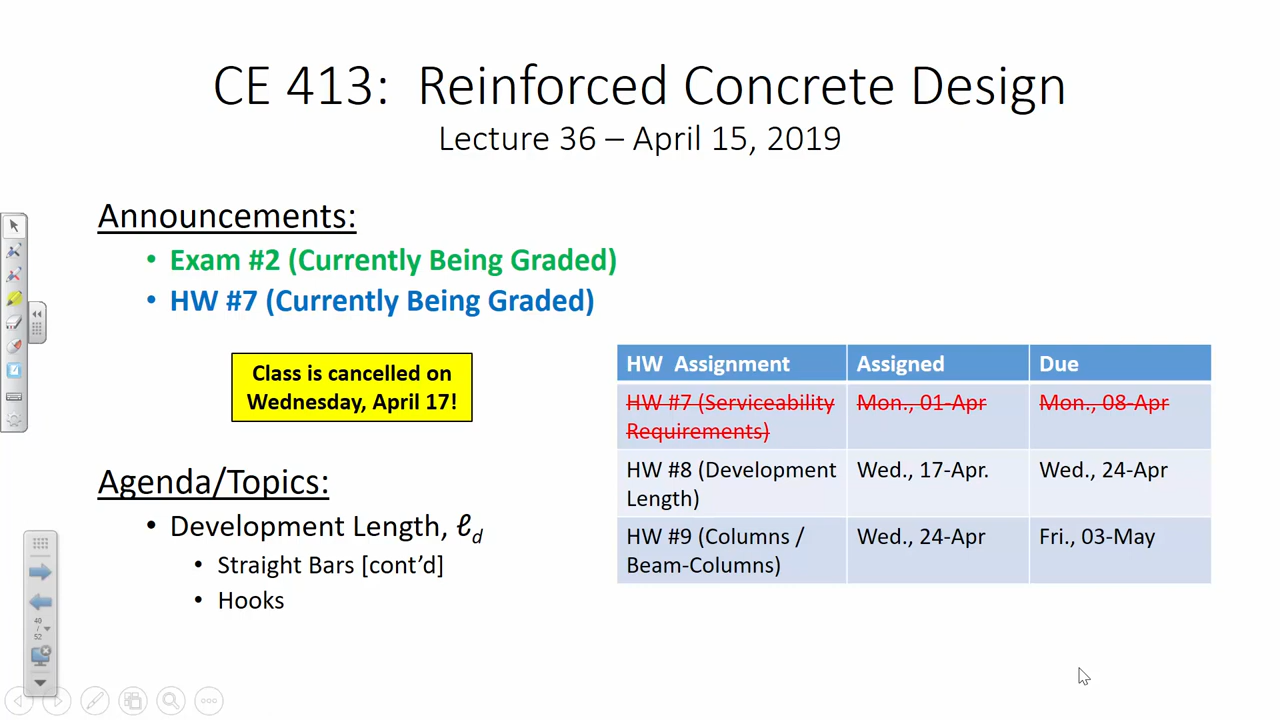 CE 413: Reinforced Concrete Design
Lecture 36 – April 15, 2019
Announcements:
• Exam #2 (Currently Being Graded)
• HW #7 (Currently Being Graded)
Class is cancelled on
Wednesday, April 17!
HW Assignment Assigned Due
HW #7 (Serviceability Mon., 01-Apr Mon., 08-Apr
Requirements)
HW #8 (Development Wed., 17-Apr. Wed., 24-Apr
Length)
HW #9 (Columns / Wed., 24-Apr Fri., 03-May
Beam-Columns)
Agenda/Topics:
• Development Length, ℓd
• Straight Bars [cont’d]
• Hooks
40
/
52